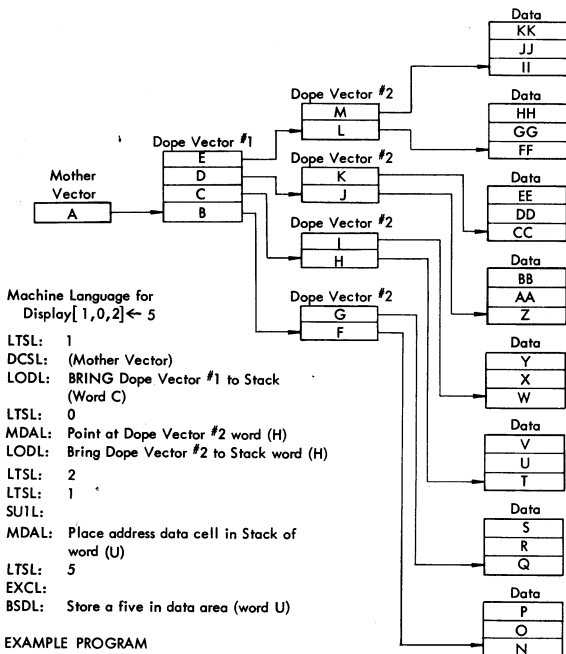 Data
KK
JJ
II
Dope Vector #2
M
L
Data
HH
GG
FF
Dope Vector #1
E
D
C
B
Dope Vector #2
K
J
Data
EE
DD
CC
Mother
Vector
A
Dope Vector #2
I
H
Data
BB
AA
Z
Dope Vector #2
G
F
Data
Y
X
W
Data
V
U
T
Data
S
R
Q
Data
P
O
N
Machine Language for
Display[ 1,0,2]← 5
LTSL: 1
DCSL: (Mother Vector)
LODL: BRING Dope Vector #1 to Stack
(Word C)
LTSL: 0
MDAL: Point at Dope Vector #2 word (H)
LODL: Bring Dope Vector #2 to Stack word (H)
LTSL: 2
LTSL: 1
SU1L:
MDAL: Place address data cell in Stack of
word (U)
LTSL: 5
EXCL:
BSDL: Store a five in data area (word U)
EXAMPLE PROGRAM